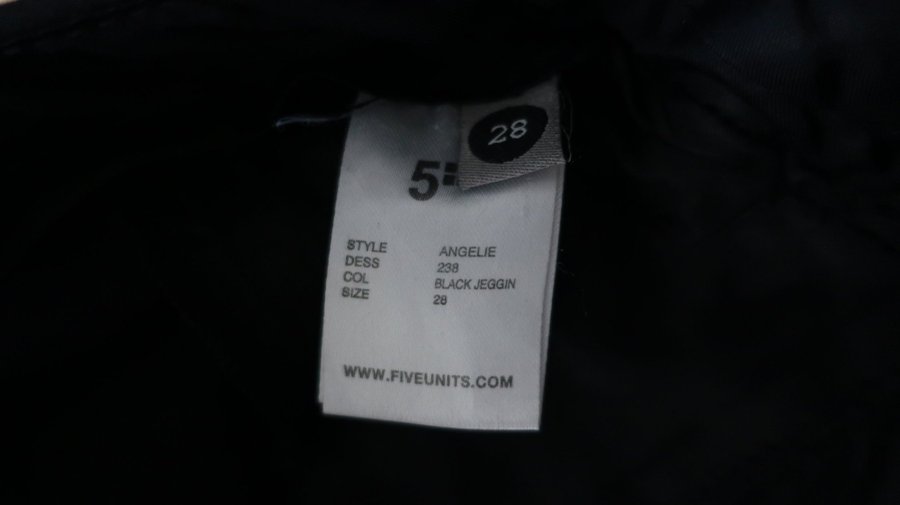 28
5
STYLE ANGELIE
DESS 238
COL BLACK JEGGIN
SIZE 28
WWW.FIVEUNITS.COM